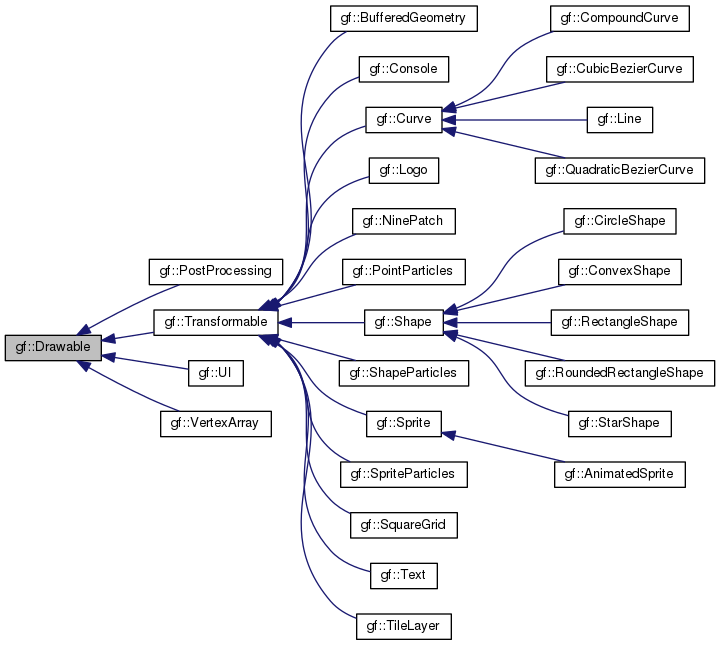 gf::Drawable
gf::PostProcessing
gf::Transformable
gf::UI
gf::VertexArray
gf::BufferedGeometry
gf::Console
gf::Curve
gf::Logo
gf::NinePatch
gf::PointParticles
gf::Shape
gf::ShapeParticles
gf::Sprite
gf::SpriteParticles
gf::SquareGrid
gf::Text
gf::TileLayer
gf::CompoundCurve
gf::CubicBezierCurve
gf::Line
gf::QuadraticBezierCurve
gf::CircleShape
gf::ConvexShape
gf::RectangleShape
gf::RoundedRectangleShape
gf::StarShape
gf::AnimatedSprite